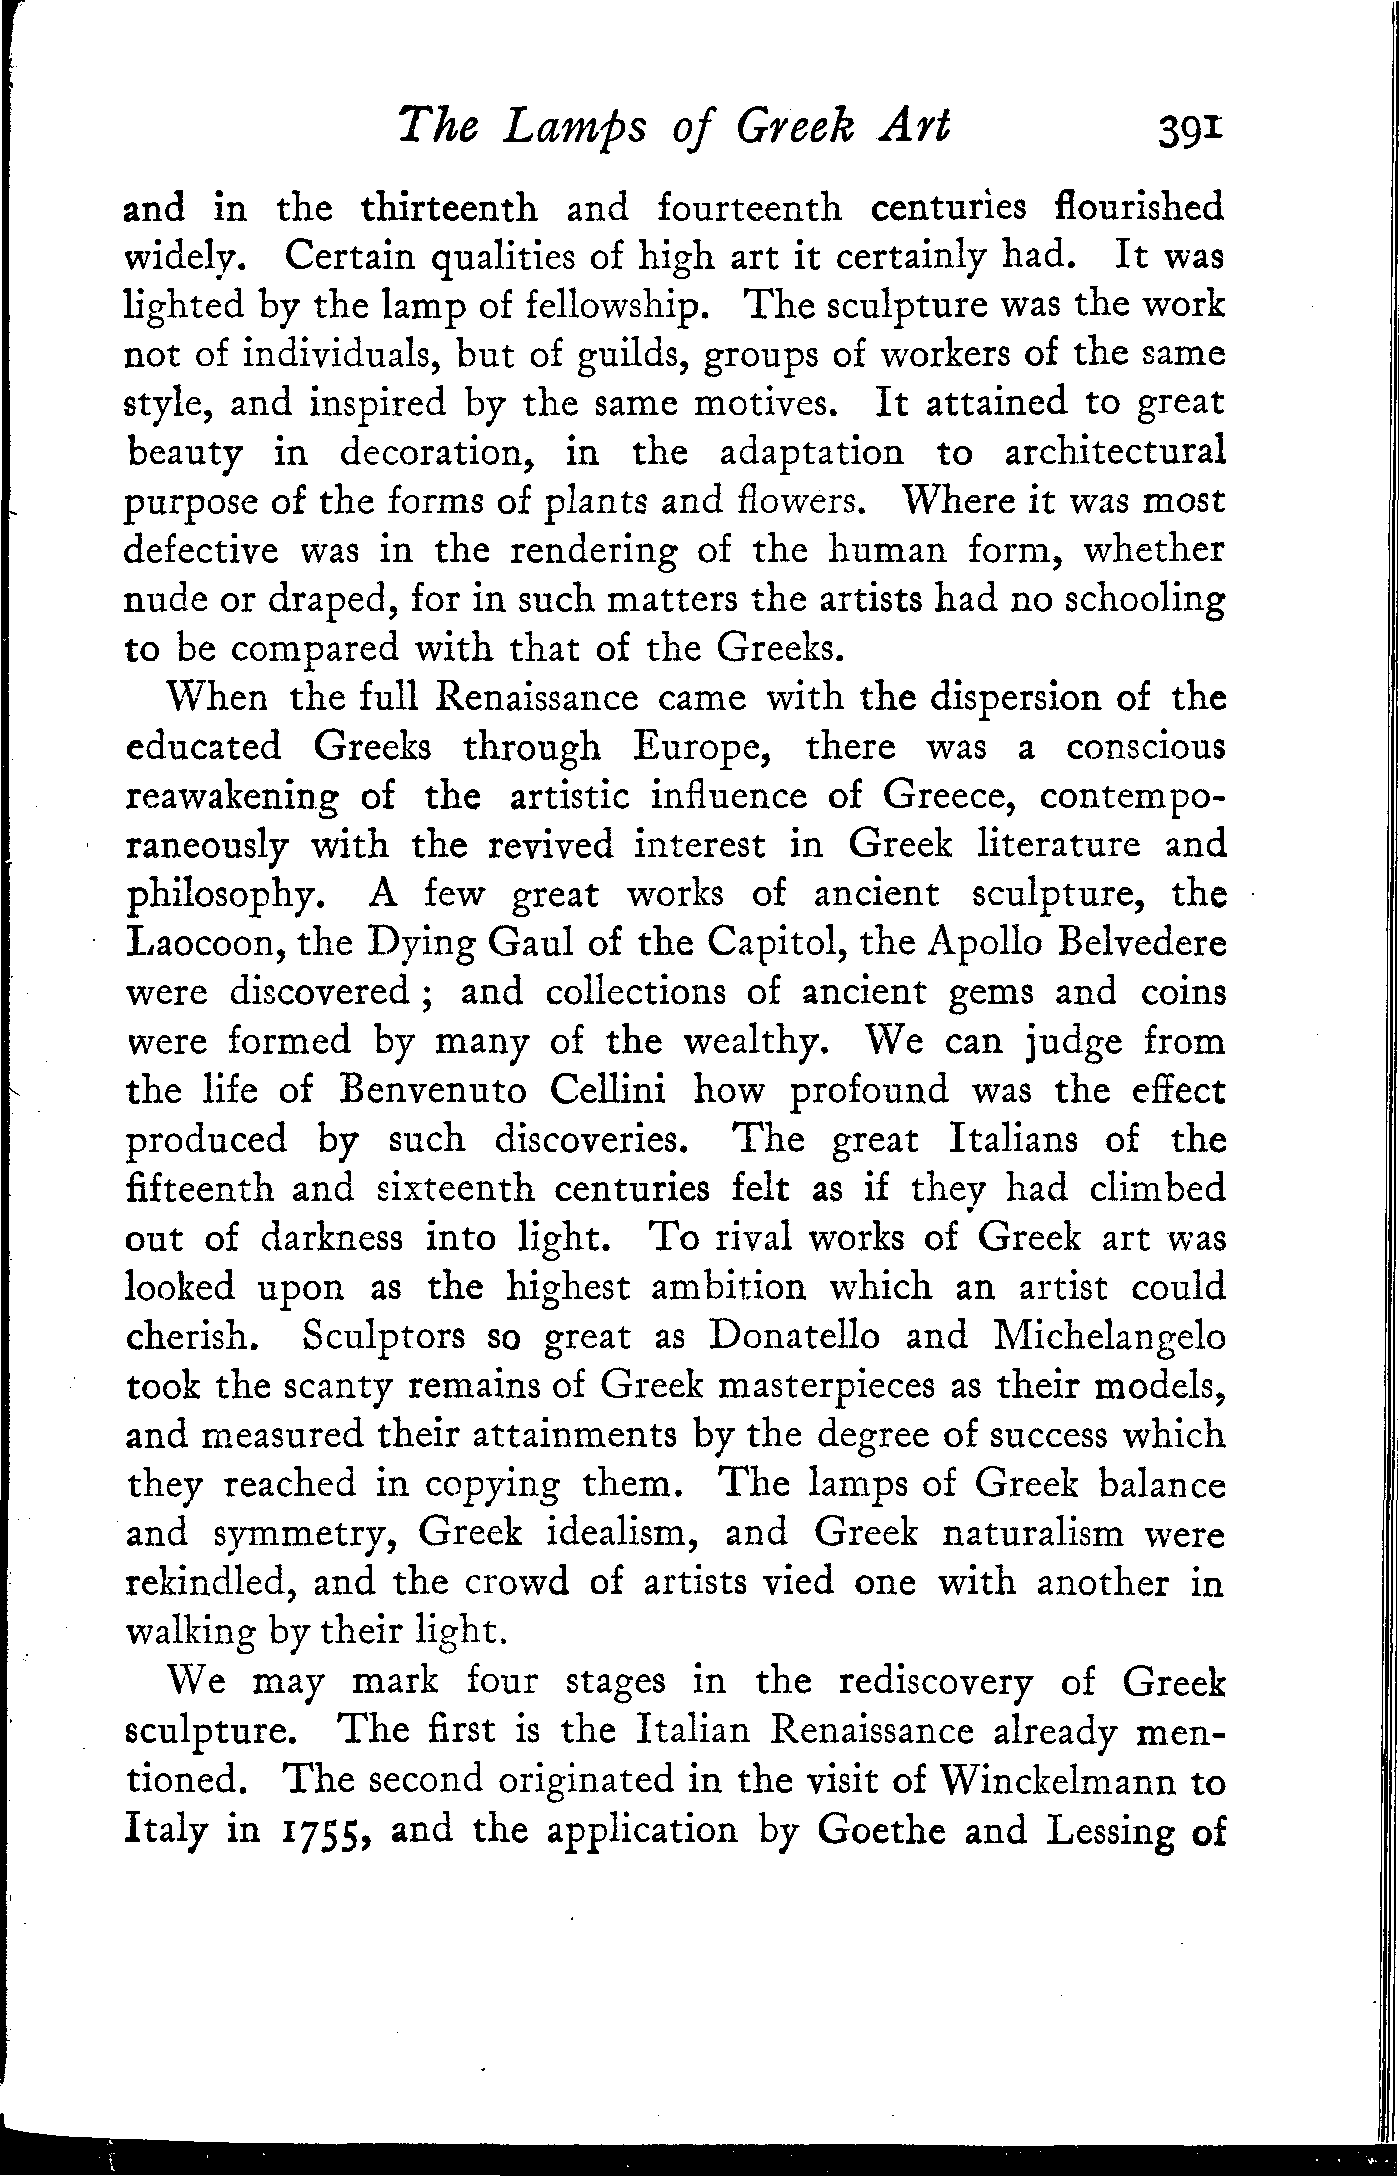 The Lamps of Greek Art 391
and in the thirteenth and fourteenth centuries flourished
widely. Certain qualities of high art it certainly had. It was
lighted by the lamp of fellowship. The sculpture was the work
not of individuals, but of guilds, groups of workers of the same
style, and inspired by the same motives. It attained to great
beauty in decoration, in the adaptation to architectural
purpose of the forms of plants and flowers. Where it was most
defective was in the rendering of the human form, whether
nude or draped, for in such matters the artists had no schooling
to be compared with that of the Greeks.
When the full Renaissance came with the dispersion of the
educated Greeks through Europe, there was a conscious
reawakening of the artistic influence of Greece, contempo-
raneously with the revived interest in Greek literature and
philosophy. A few great works of ancient sculpture, the
Laocoon, the Dying Gaul of the Capitol, the Apollo Belvedere
were discovered ; and collections of ancient gems and coins
were formed by many of the wealthy. We can judge from
the life of Benvenuto Cellini how profound was the effect
produced by such discoveries. The great Italians of the
fifteenth and sixteenth centuries felt as if they had climbed
out of darkness into light. To rival works of Greek art was
looked upon as the highest ambition which an artist could
cherish. Sculptors so great as Donatello and Michelangelo
took the scanty remains of Greek masterpieces as their models,
and measured their attainments by the degree of success which
they reached in copying them. The lamps of Greek balance
and symmetry, Greek idealism, and Greek naturalism were
rekindled, and the crowd of artists vied one with another in
walking by their light.
We may mark four stages in the rediscovery of Greek
sculpture. The first is the Italian Renaissance already men-
tioned. The second originated in the visit of Winckelmann to
Italy in 1755, and the application by Goethe and Lessing of